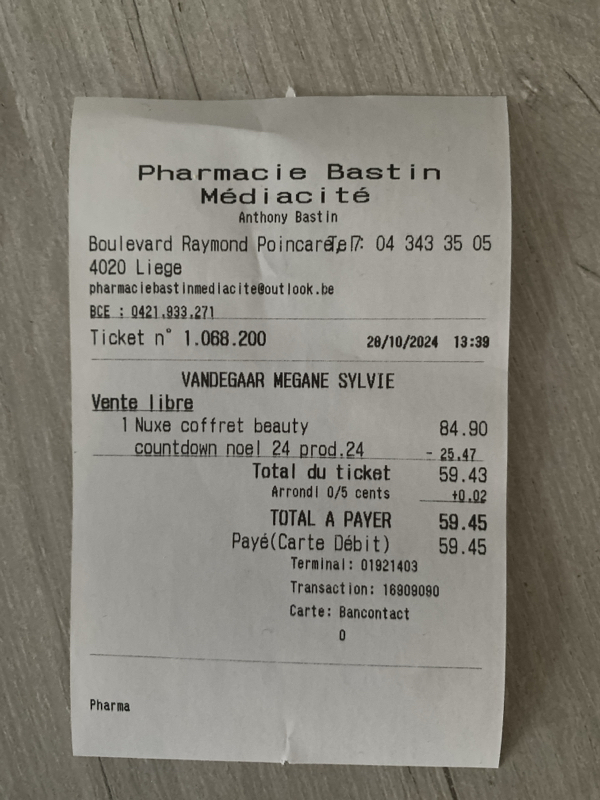 Pharmacie Bastin
Médiacité
Anthony Bastin
Boulevard Raymond Poincaré, 7 Tel: 04 343 35 05
4020 Liege
pharmaciebastinmediacite@outlook.be
BCE : 0421.933.271
Ticket n° 1.068.200 28/10/2024 13:39
VANDEGAAR MEGANE SYLVIE
Vente libre
1 Nuxe coffret beauty 84.90
countdown noel 24 prod.24 - 25.47
Total du ticket 59.43
Arrondi 0/5 cents +0.02
TOTAL A PAYER 59.45
Payé(Carte Débit) 59.45
Terminal: 01921403
Transaction: 16909090
Carte: Bancontact
0
Pharma